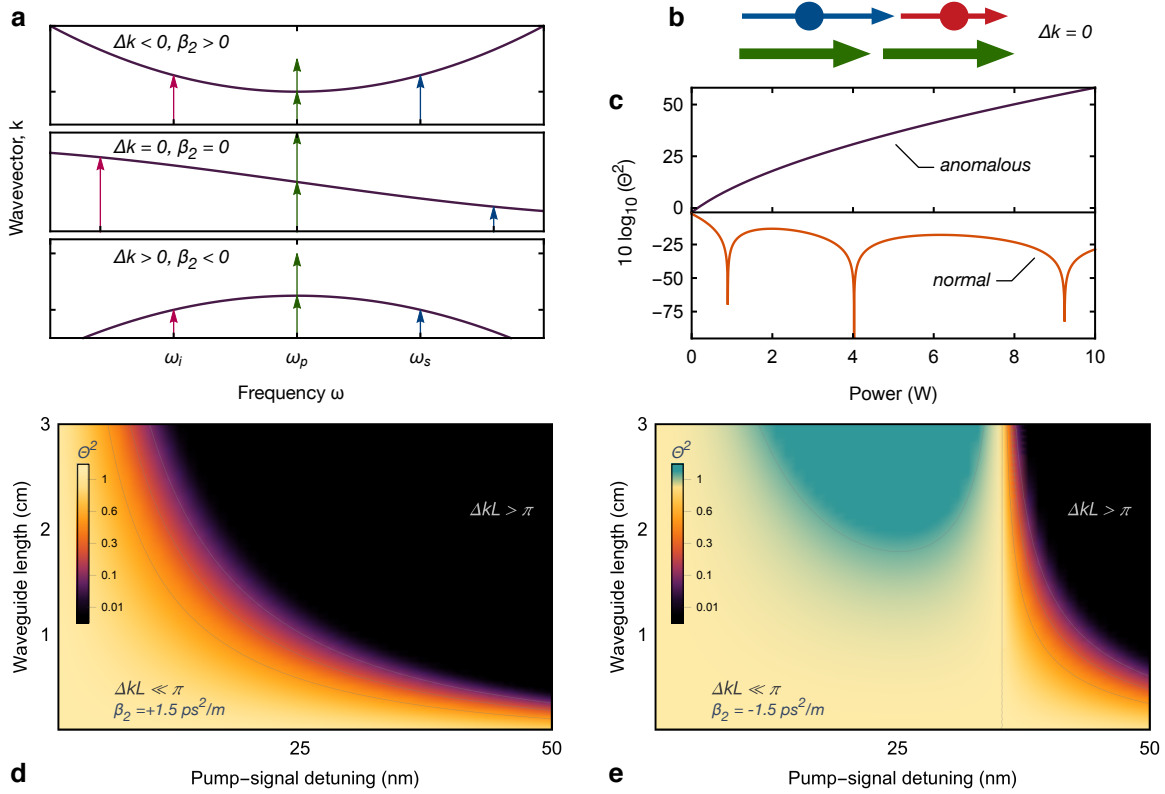 a
Δk < 0, β₂ > 0
Δk = 0, β₂ = 0
Δk > 0, β₂ < 0
Wavevector, k
ωᵢ ωₚ ωₛ
Frequency ω
b
Δk = 0
c
50
25
0
−25
−50
−75
10 log₁₀ (Θ²)
anomalous
normal
0 2 4 6 8 10
Power (W)
3
2
1
Waveguide length (cm)
Θ²
1
0.6
0.3
0.1
0.01
ΔkL > π
ΔkL ≪ π
β₂ =+1.5 ps²/m
25 50
d
Pump−signal detuning (nm)
3
2
1
Waveguide length (cm)
Θ²
1
0.6
0.3
0.1
0.01
ΔkL > π
ΔkL ≪ π
β₂ = -1.5 ps²/m
25 50
e
Pump−signal detuning (nm)